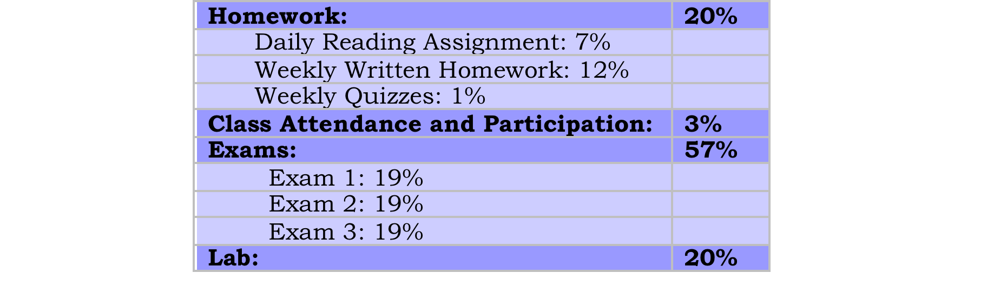 Homework: 20%
Daily Reading Assignment: 7%
Weekly Written Homework: 12%
Weekly Quizzes: 1%
Class Attendance and Participation: 3%
Exams: 57%
Exam 1: 19%
Exam 2: 19%
Exam 3: 19%
Lab: 20%